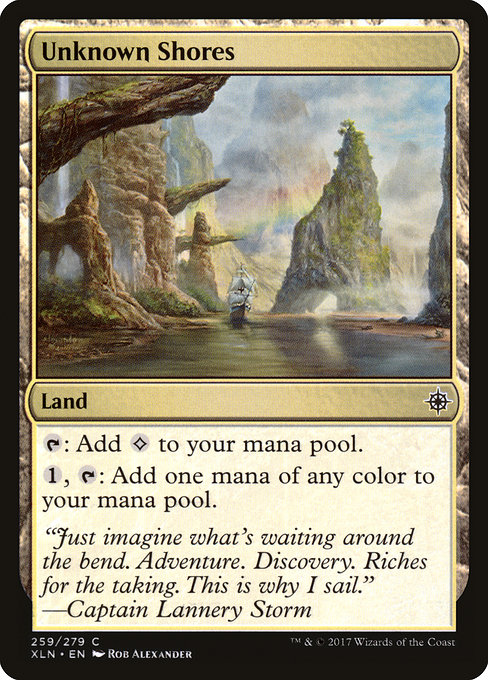 Unknown Shores
Land
: Add to your mana pool.
1, : Add one mana of any color to
your mana pool.
“Just imagine what’s waiting around
the bend. Adventure. Discovery. Riches
for the taking. This is why I sail.”
—Captain Lannery Storm
259/279 C
XLN • EN Rob Alexander
™ & © 2017 Wizards of the Coast